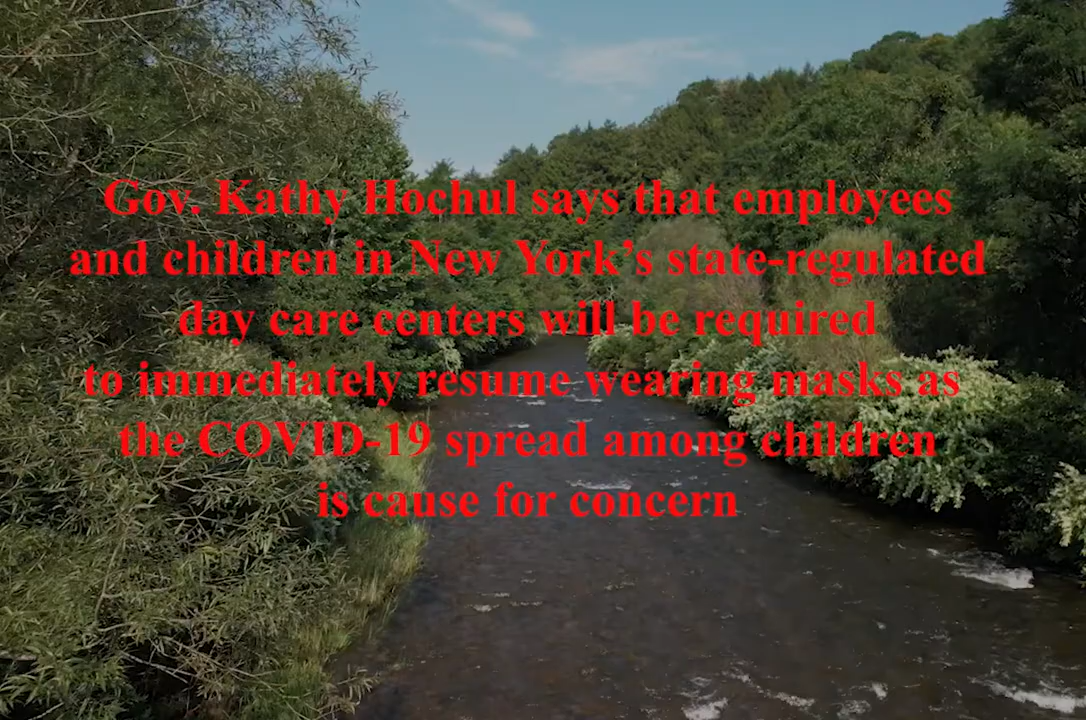 Gov. Kathy Hochul says that employees
and children in New York’s state-regulated
day care centers will be required
to immediately resume wearing masks as
the COVID-19 spread among children
is cause for concern